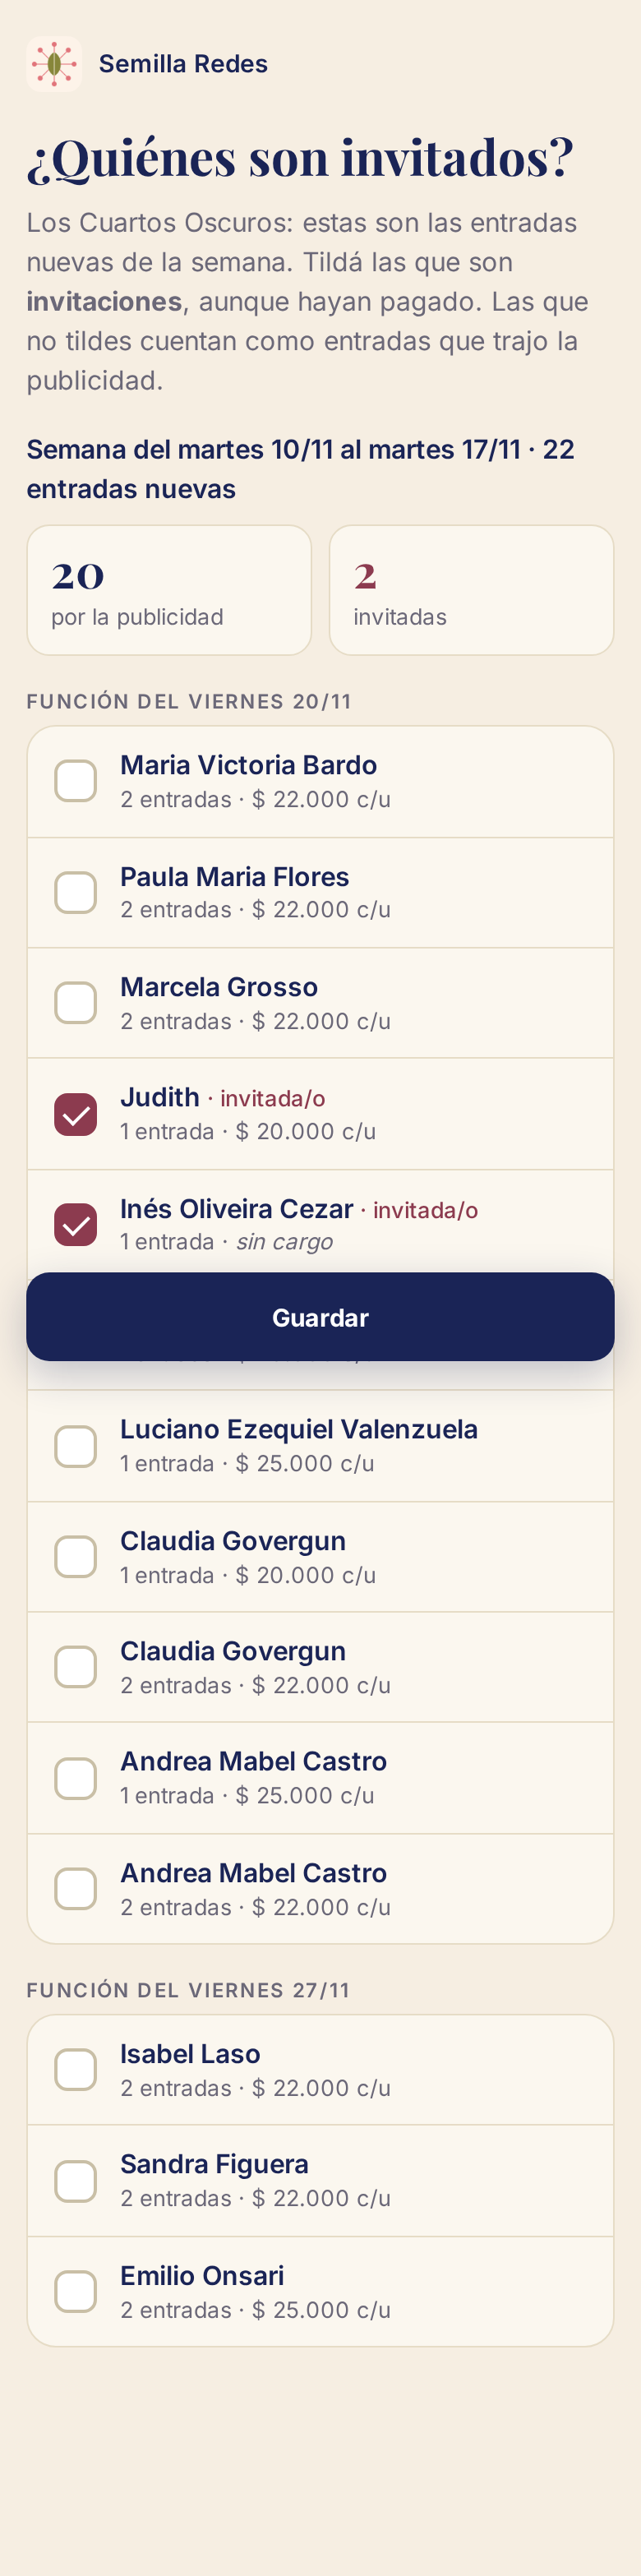 Semilla Redes
¿Quiénes son invitados?
Los Cuartos Oscuros: estas son las entradas
nuevas de la semana. Tildá las que son
invitaciones, aunque hayan pagado. Las que
no tildes cuentan como entradas que trajo la
publicidad.
Semana del martes 10/11 al martes 17/11 · 22
entradas nuevas
20
por la publicidad
2
invitadas
FUNCIÓN DEL VIERNES 20/11
Maria Victoria Bardo
2 entradas · $ 22.000 c/u
Paula Maria Flores
2 entradas · $ 22.000 c/u
Marcela Grosso
2 entradas · $ 22.000 c/u
Judith · invitada/o
1 entrada · $ 20.000 c/u
Inés Oliveira Cezar · invitada/o
1 entrada · sin cargo
Guardar
Luciano Ezequiel Valenzuela
1 entrada · $ 25.000 c/u
Claudia Govergun
1 entrada · $ 20.000 c/u
Claudia Govergun
2 entradas · $ 22.000 c/u
Andrea Mabel Castro
1 entrada · $ 25.000 c/u
Andrea Mabel Castro
2 entradas · $ 22.000 c/u
FUNCIÓN DEL VIERNES 27/11
Isabel Laso
2 entradas · $ 22.000 c/u
Sandra Figuera
2 entradas · $ 22.000 c/u
Emilio Onsari
2 entradas · $ 25.000 c/u